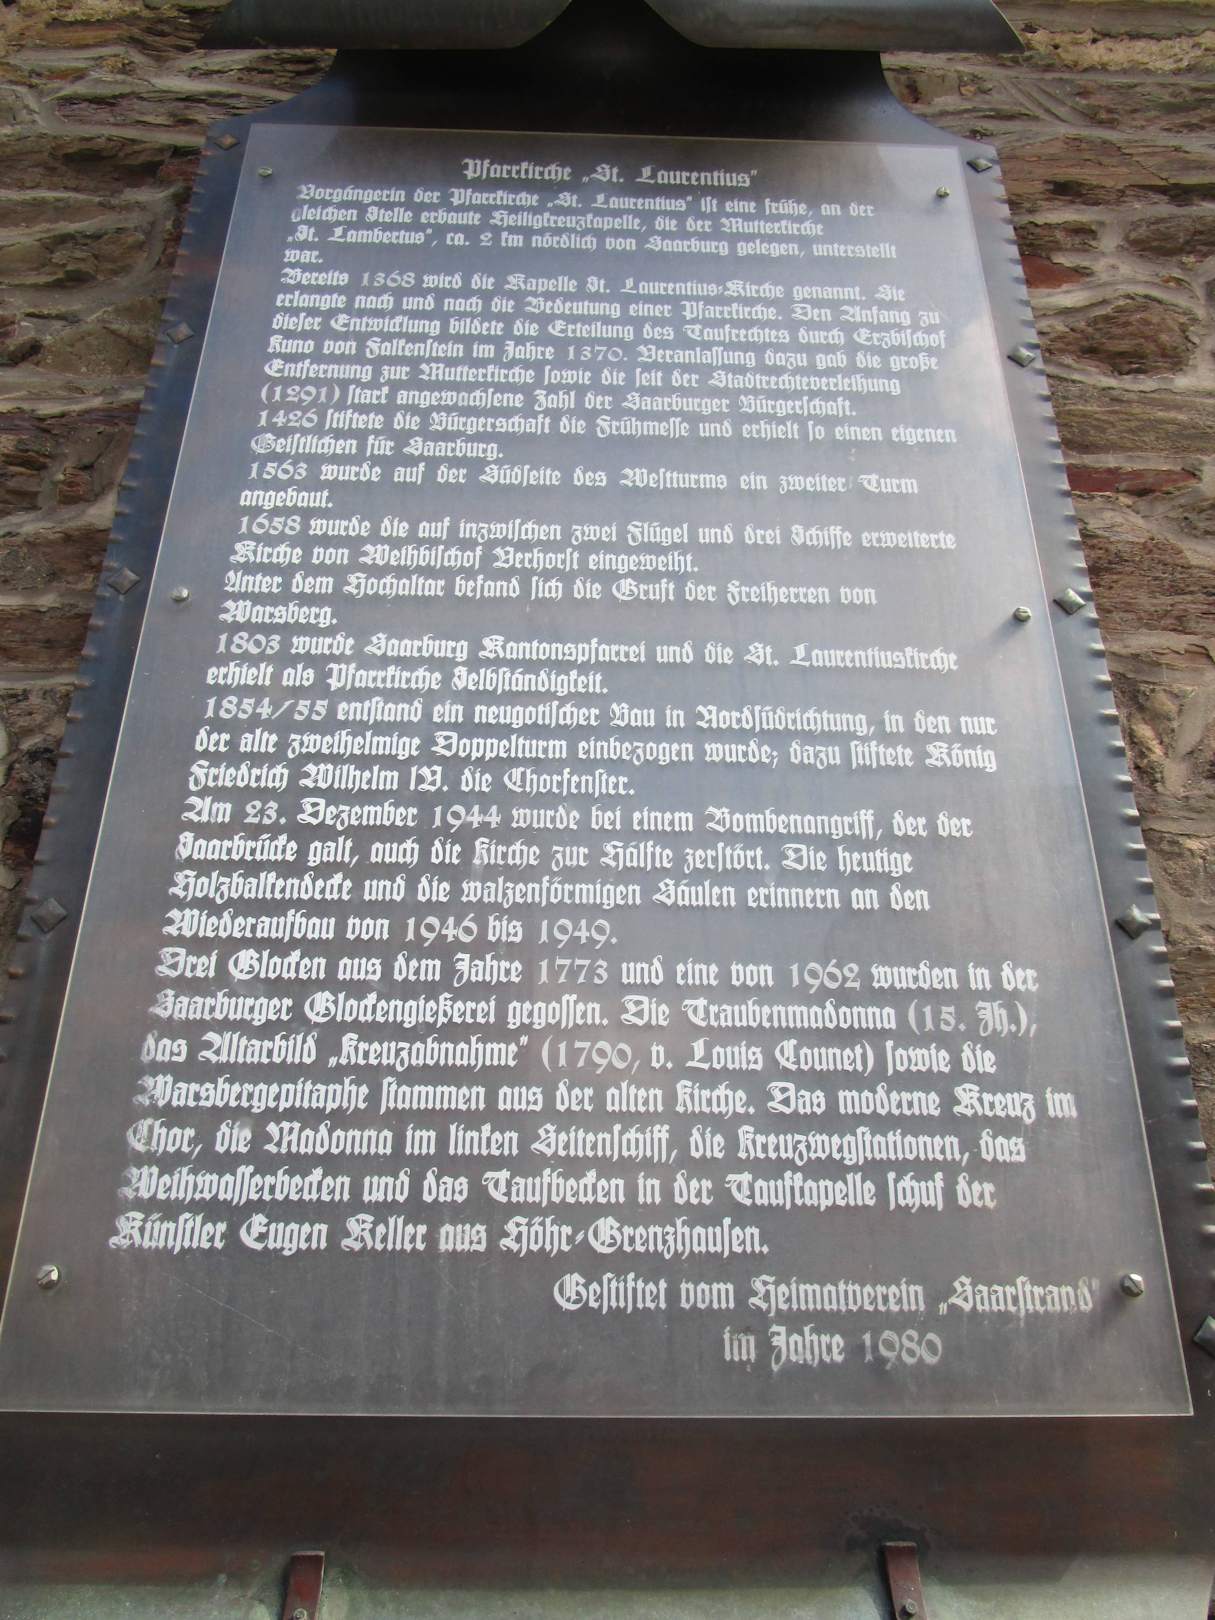 Pfarrkirche „St. Laurentius"
Vorgängerin der Pfarrkirche „St. Laurentius" ist eine frühe, an der
gleichen Stelle erbaute Heiligkreuzkapelle, die der Mutterkirche
„St. Lambertus", ca. 2 km nördlich von Saarburg gelegen, unterstellt
war.
Bereits 1368 wird die Kapelle St. Laurentius-Kirche genannt. Sie
erlangte nach und nach die Bedeutung einer Pfarrkirche. Den Anfang zu
dieser Entwicklung bildete die Erteilung des Taufrechtes durch Erzbischof
Kuno von Falkenstein im Jahre 1370. Veranlassung dazu gab die große
Entfernung zur Mutterkirche sowie die seit der Stadtrechteverleihung
(1291) stark angewachsene Zahl der Saarburger Bürgerschaft.
1426 stiftete die Bürgerschaft die Frühmesse und erhielt so einen eigenen
Geistlichen für Saarburg.
1563 wurde auf der Südseite des Westturms ein zweiter Turm
angebaut.
1658 wurde die auf inzwischen zwei Flügel und drei Schiffe erweiterte
Kirche von Weihbischof Verhorst eingeweiht.
Unter dem Hochaltar befand sich die Gruft der Freiherren von
Warsberg.
1803 wurde Saarburg Kantonspfarrei und die St. Laurentiuskirche
erhielt als Pfarrkirche Selbständigkeit.
1854/55 entstand ein neugotischer Bau in Nordsüdrichtung, in den nur
der alte zweihelmige Doppelturm einbezogen wurde; dazu stiftete König
Friedrich Wilhelm IV. die Chorfenster.
Am 23. Dezember 1944 wurde bei einem Bombenangriff, der der
Saarbrücke galt, auch die Kirche zur Hälfte zerstört. Die heutige
Holzbalkendecke und die walzenförmigen Säulen erinnern an den
Wiederaufbau von 1946 bis 1949.
Drei Glocken aus dem Jahre 1773 und eine von 1962 wurden in der
Saarburger Glockengießerei gegossen. Die Traubenmadonna (15. Jh.),
das Altarbild „Kreuzabnahme" (1790, v. Louis Counet) sowie die
Warsbergepitaphe stammen aus der alten Kirche. Das moderne Kreuz im
Chor, die Madonna im linken Seitenschiff, die Kreuzwegstationen, das
Weihwasserbecken und das Taufbecken in der Taufkapelle schuf der
Künstler Eugen Keller aus Höhr-Grenzhausen.
Gestiftet vom Heimatverein „Saarstrand"
im Jahre 1980